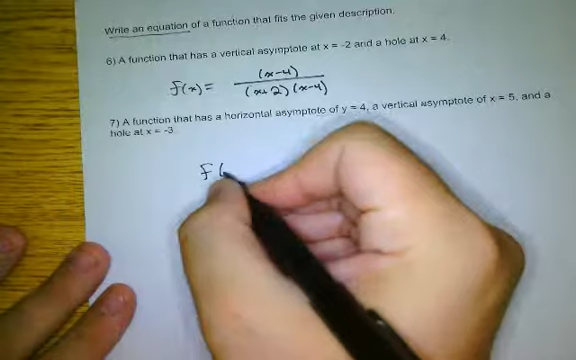 Write an equation of a function that fits the given description.
6) A function that has a vertical asymptote at x = -2 and a hole at x = 4.
f(x) = (x-4)
(x+2)(x-4)
7) A function that has a horizontal asymptote of y = 4, a vertical asymptote of x = 5, and a
hole at x = -3
F(